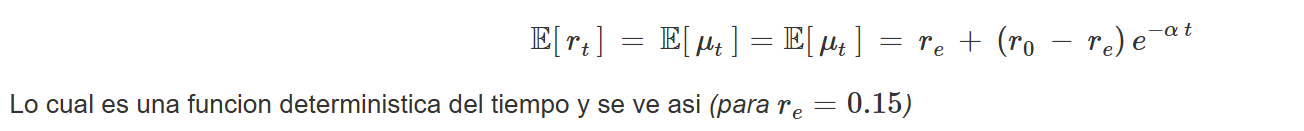 𝔼[r_t] = 𝔼[μ_t] = 𝔼[μ_t] = r_e + (r_0 − r_e) e^{−α t}
Lo cual es una funcion deterministica del tiempo y se ve asi (para r_e = 0.15)